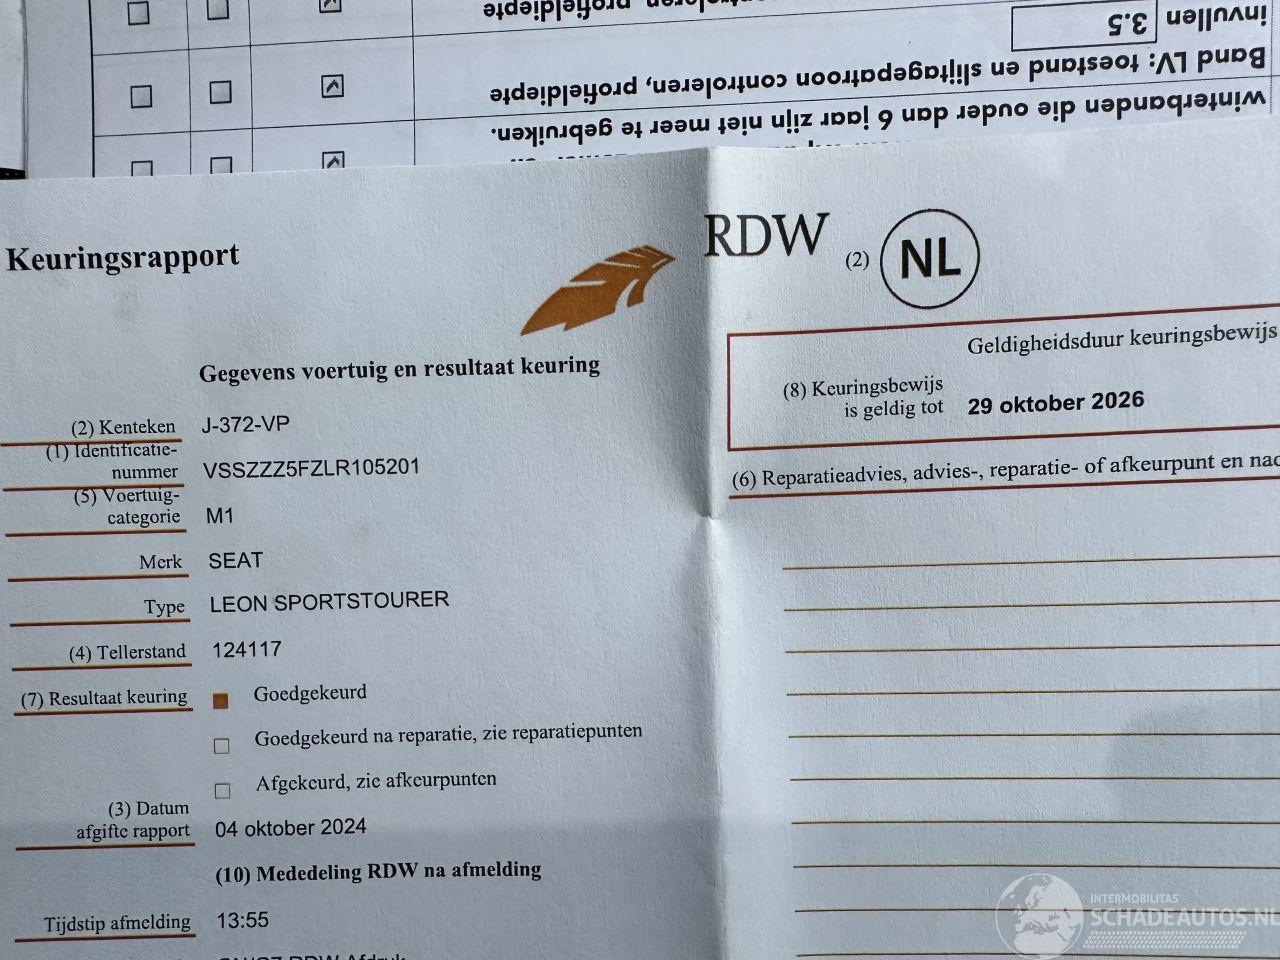 winterbanden die ouder dan 6 jaar zijn niet meer te gebruiken.
Band LV: toestand en slijtagepatroon controleren, profieldiepte
invullen 3.5
profieldiepte
Keuringsrapport
RDW (2) NL
Gegevens voertuig en resultaat keuring
(2) Kenteken J-372-VP
(1) Identificatie-
nummer VSSZZZ5FZLR105201
(5) Voertuig-
categorie M1
Merk SEAT
Type LEON SPORTSTOURER
(4) Tellerstand 124117
(7) Resultaat keuring Goedgekeurd
Goedgekeurd na reparatie, zie reparatiepunten
Afgekeurd, zie afkeurpunten
(3) Datum
afgifte rapport 04 oktober 2024
(10) Mededeling RDW na afmelding
Tijdstip afmelding 13:55
Geldigheidsduur keuringsbewijs
(8) Keuringsbewijs
is geldig tot 29 oktober 2026
(6) Reparatieadvies, advies-, reparatie- of afkeurpunt en nac
INTERMOBILITAS
SCHADEAUTOS.NL